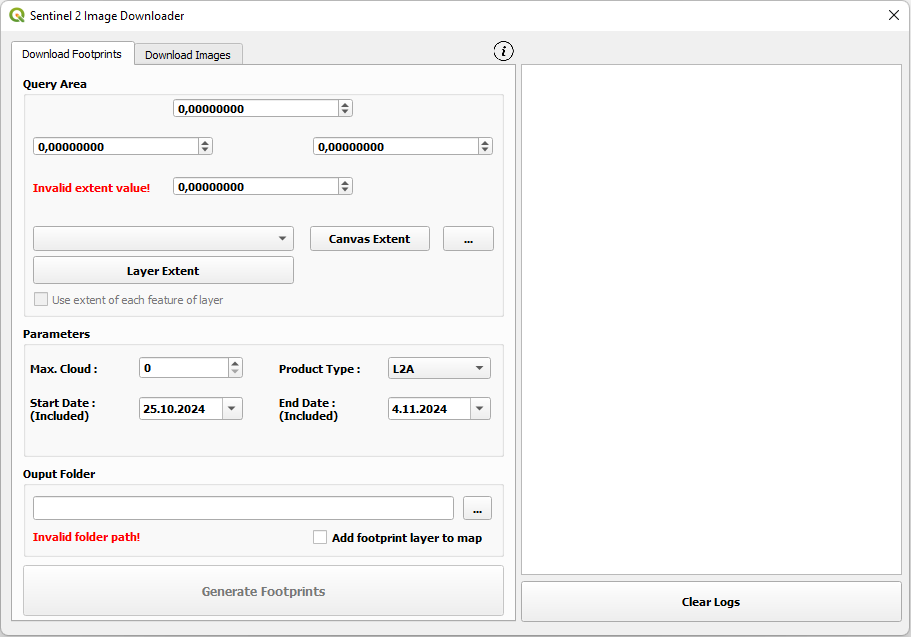 Sentinel 2 Image Downloader
Download Footprints
Download Images
i
Query Area
0,00000000
0,00000000
0,00000000
Invalid extent value!
0,00000000
Canvas Extent
...
Layer Extent
Use extent of each feature of layer
Parameters
Max. Cloud :
0
Product Type :
L2A
Start Date :
(Included)
25.10.2024
End Date :
(Included)
4.11.2024
Ouput Folder
...
Invalid folder path!
Add footprint layer to map
Generate Footprints
Clear Logs